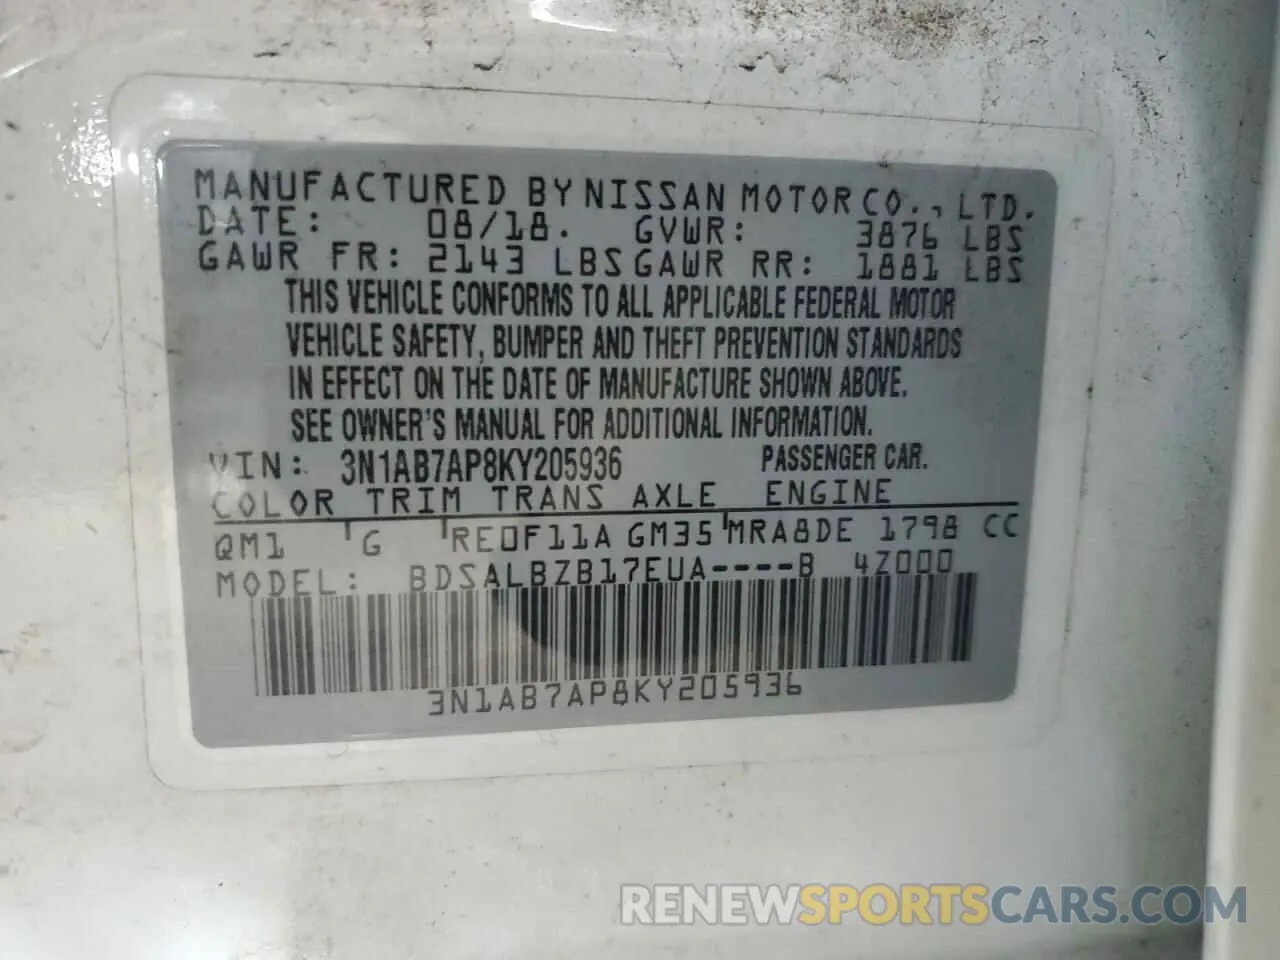 MANUFACTURED BY NISSAN MOTOR CO., LTD.
DATE: 08/18. GVWR: 3876 LBS
GAWR FR: 2143 LBS GAWR RR: 1881 LBS
THIS VEHICLE CONFORMS TO ALL APPLICABLE FEDERAL MOTOR
VEHICLE SAFETY, BUMPER AND THEFT PREVENTION STANDARDS
IN EFFECT ON THE DATE OF MANUFACTURE SHOWN ABOVE.
SEE OWNER'S MANUAL FOR ADDITIONAL INFORMATION.
VIN: 3N1AB7AP8KY205936 PASSENGER CAR.
COLOR TRIM TRANS AXLE ENGINE
QM1 G RE0F11A GM35 MRA8DE 1798 CC
MODEL: BDSALBZB17EUA----B 4Z000
3N1AB7AP8KY205936
RENEWSPORTSCARS.COM